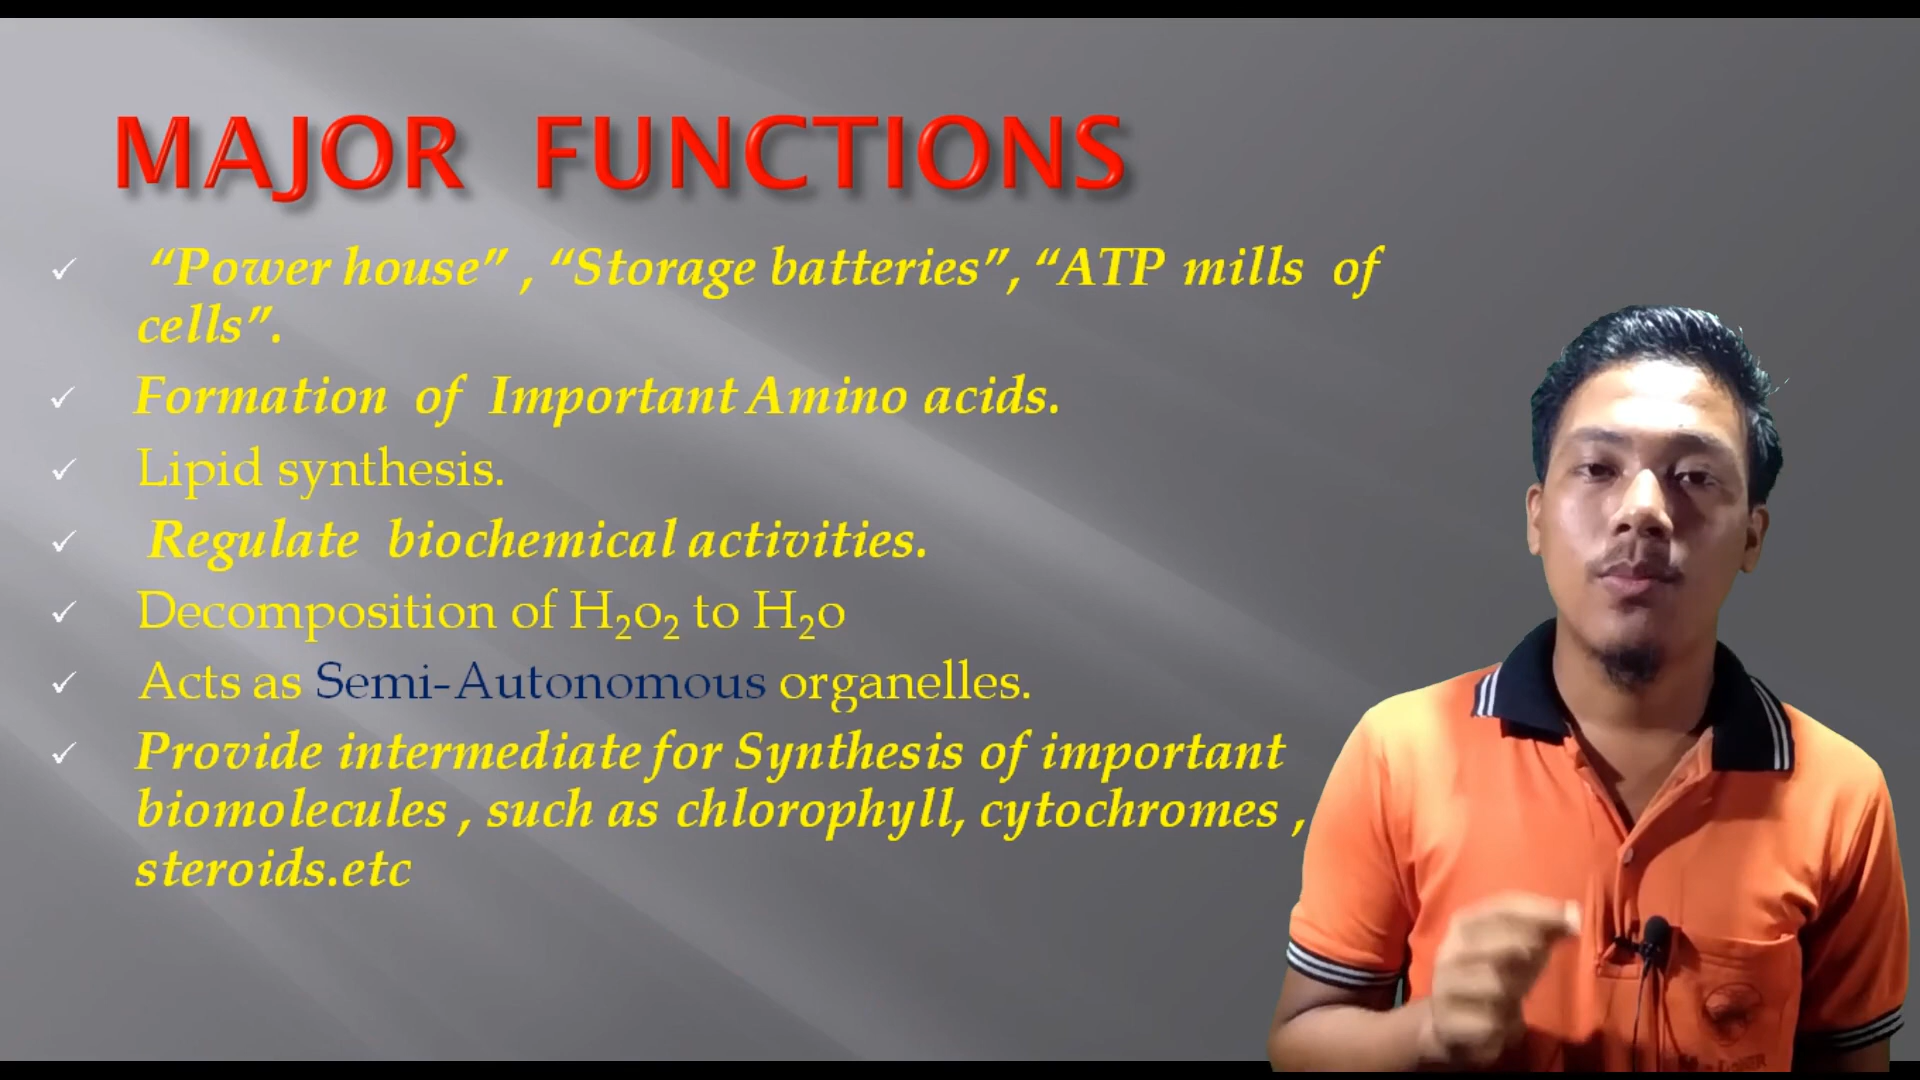 MAJOR FUNCTIONS
“Power house” , “Storage batteries”, “ATP mills of
cells”.
Formation of Important Amino acids.
Lipid synthesis.
Regulate biochemical activities.
Decomposition of H₂o₂ to H₂o
Acts as Semi-Autonomous organelles.
Provide intermediate for Synthesis of important
biomolecules , such as chlorophyll, cytochromes ,
steroids.etc